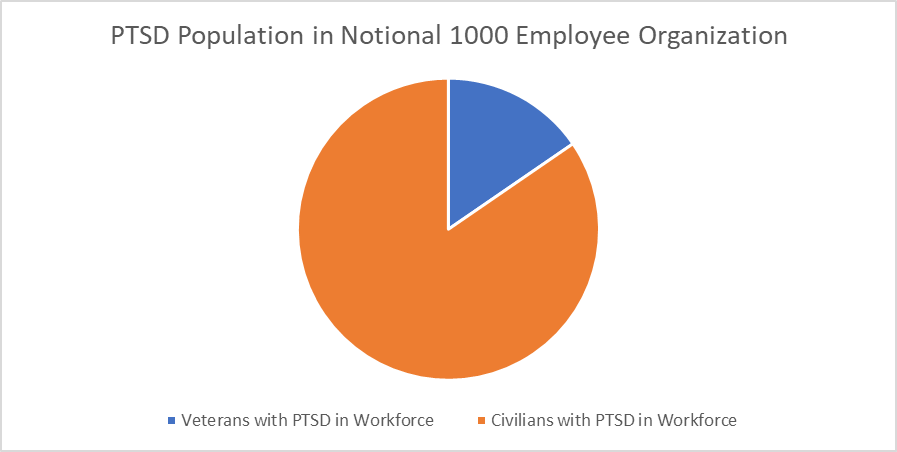 PTSD Population in Notional 1000 Employee Organization
Veterans with PTSD in Workforce
Civilians with PTSD in Workforce